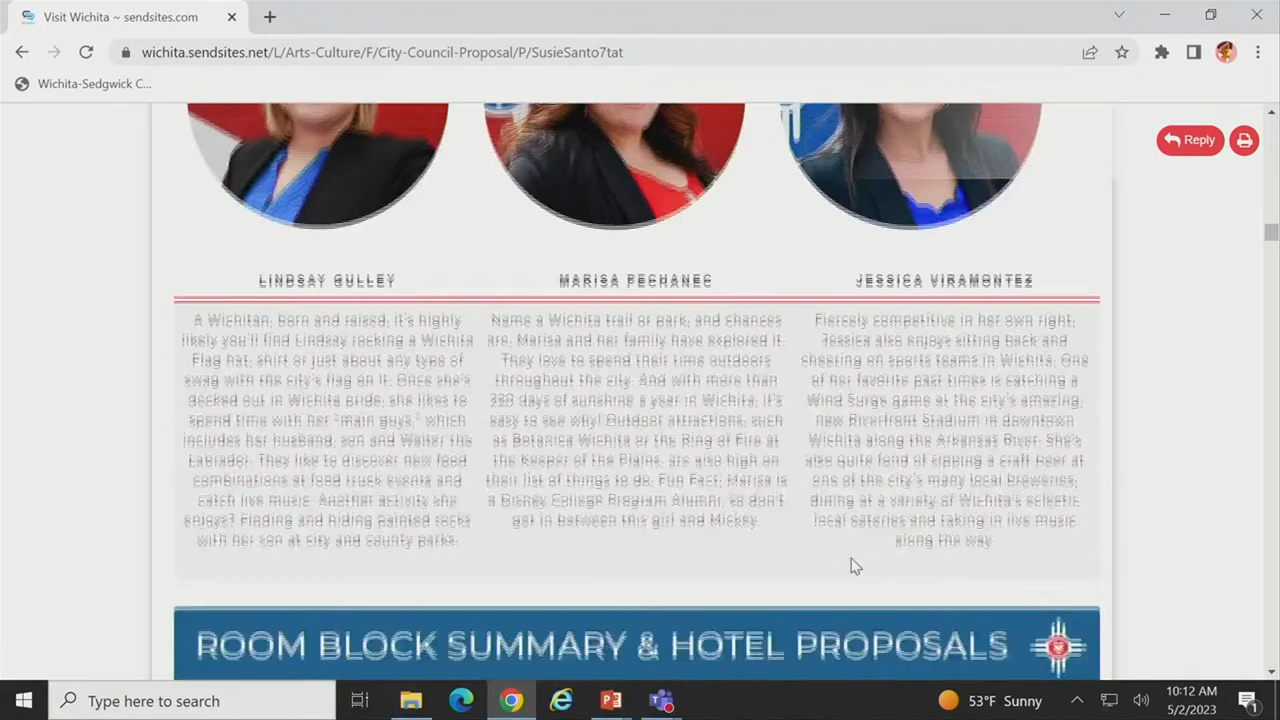 Visit Wichita ~ sendsites.com
wichita.sendsites.net/L/Arts-Culture/F/City-Council-Proposal/P/SusieSanto7tat
Wichita-Sedgwick C...
Reply
LINDSAY GULLEY
MARISA PECHANEC
JESSICA VIRAMONTEZ
A Wichitan, born and raised, it's highly
likely you'll find Lindsay rocking a Wichita
Flag hat, shirt or just about any type of
swag with the city's flag on it. Once she's
decked out in Wichita pride, she likes to
spend time with her "main guys," which
includes her husband, son and Walter the
Labrador. They like to discover new food
combinations at food truck events and
catch live music. Another activity she
enjoys? Finding and hiding painted rocks
with her son at city and county parks.
Name a Wichita trail or park, and chances
are, Marisa and her family have explored it.
They love to spend their time outdoors
throughout the city. And with more than
days of sunshine a year in Wichita, it's
easy to see why! Outdoor attractions, such
as Botanica Wichita or the Ring of Fire at
the Keeper of the Plains, are also high on
their list of things to do. Fun Fact: Marisa is
a Disney College Program Alumni, so don't
get in between this girl and Mickey.
Fiercely competitive in her own right,
Jessica also enjoys sitting back and
cheering on sports teams in Wichita. One
of her favorite past times is catching a
Wind Surge game at the city's amazing,
new Riverfront Stadium in downtown
Wichita along the Arkansas River. She's
also quite fond of sipping a craft beer at
one of the city's many local breweries,
dining at a variety of Wichita's eclectic
local eateries and taking in live music
along the way.
ROOM BLOCK SUMMARY & HOTEL PROPOSALS
Type here to search
53°F Sunny
10:12 AM
5/2/2023
1